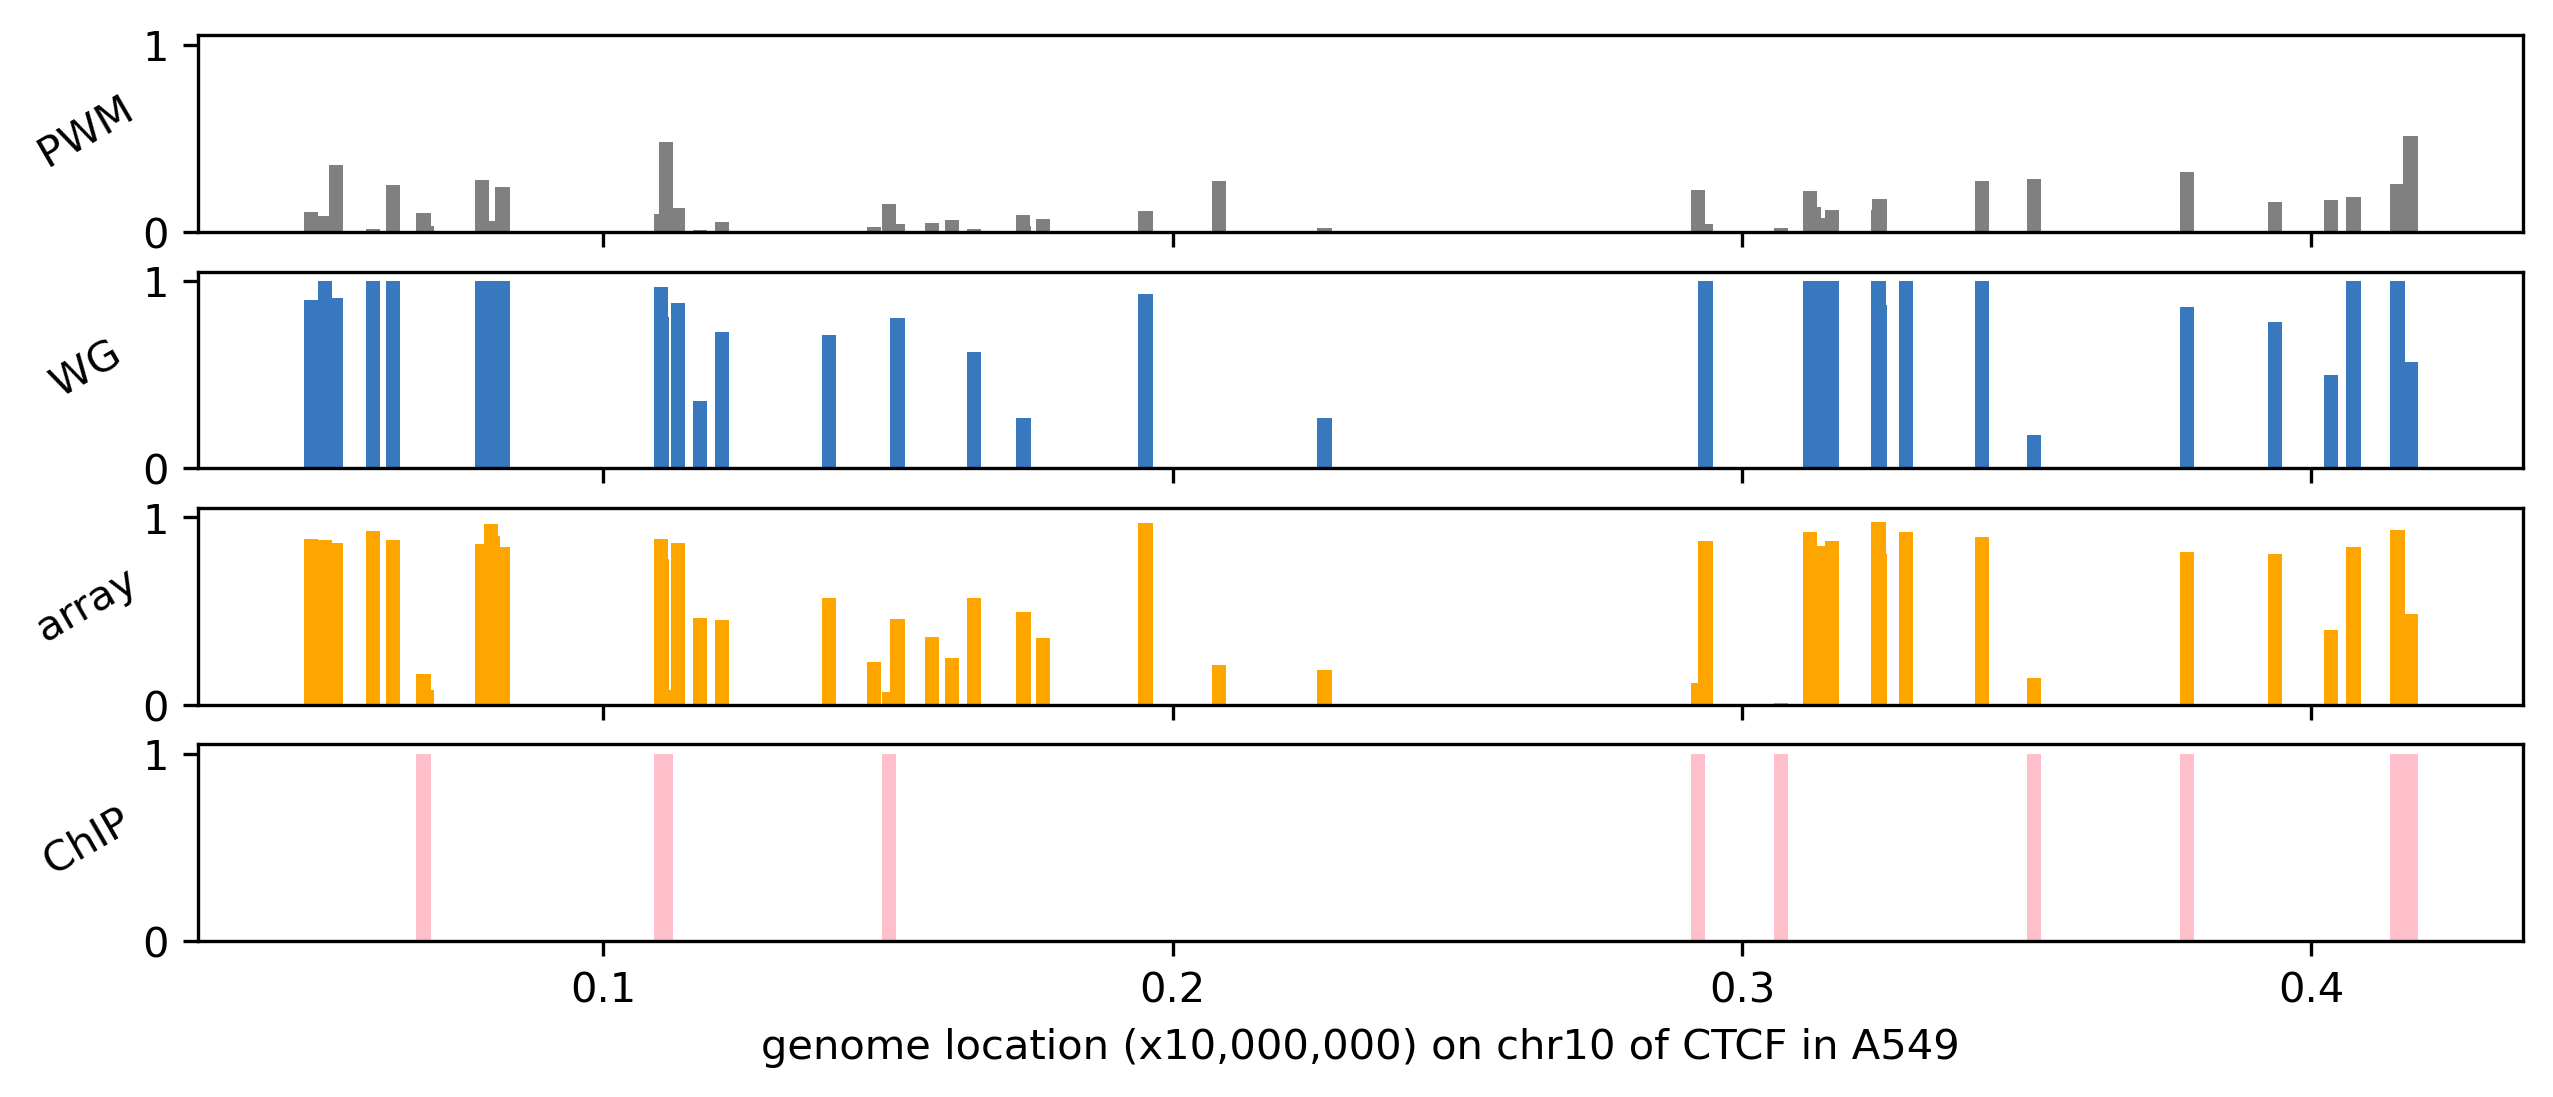 1
PWM
0
1
WG
0
1
array
0
1
ChIP
0
0.1 0.2 0.3 0.4
genome location (x10,000,000) on chr10 of CTCF in A549